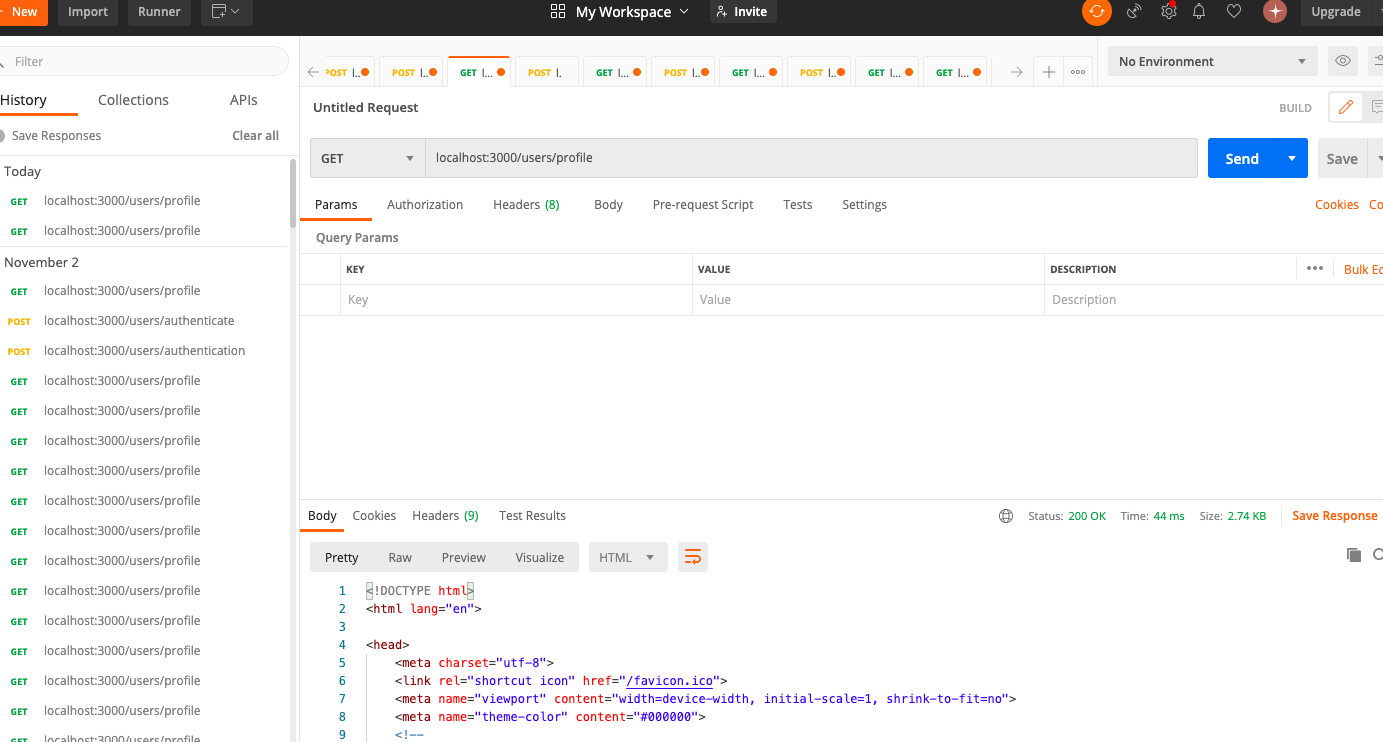 New
Import
Runner
My Workspace
Invite
Upgrade
Filter
History
Collections
APIs
Save Responses
Clear all
Today
GET localhost:3000/users/profile
GET localhost:3000/users/profile
November 2
GET localhost:3000/users/profile
POST localhost:3000/users/authenticate
POST localhost:3000/users/authentication
GET localhost:3000/users/profile
GET localhost:3000/users/profile
GET localhost:3000/users/profile
GET localhost:3000/users/profile
GET localhost:3000/users/profile
GET localhost:3000/users/profile
GET localhost:3000/users/profile
GET localhost:3000/users/profile
GET localhost:3000/users/profile
GET localhost:3000/users/profile
GET localhost:3000/users/profile
GET localhost:3000/users/profile
GET localhost:3000/users/profile
POST l..
POST l..
GET l...
POST l.
GET l...
POST l..
GET l...
POST l..
GET l...
GET l...
No Environment
Untitled Request
BUILD
GET
localhost:3000/users/profile
Send
Save
Params
Authorization
Headers (8)
Body
Pre-request Script
Tests
Settings
Cookies
Co
Query Params
KEY
VALUE
DESCRIPTION
Bulk Ed
Key
Value
Description
Body
Cookies
Headers (9)
Test Results
Status: 200 OK
Time: 44 ms
Size: 2.74 KB
Save Response
Pretty
Raw
Preview
Visualize
HTML
1 <!DOCTYPE html>
2 <html lang="en">
3
4 <head>
5 <meta charset="utf-8">
6 <link rel="shortcut icon" href="/favicon.ico">
7 <meta name="viewport" content="width=device-width, initial-scale=1, shrink-to-fit=no">
8 <meta name="theme-color" content="#000000">
9 <!--